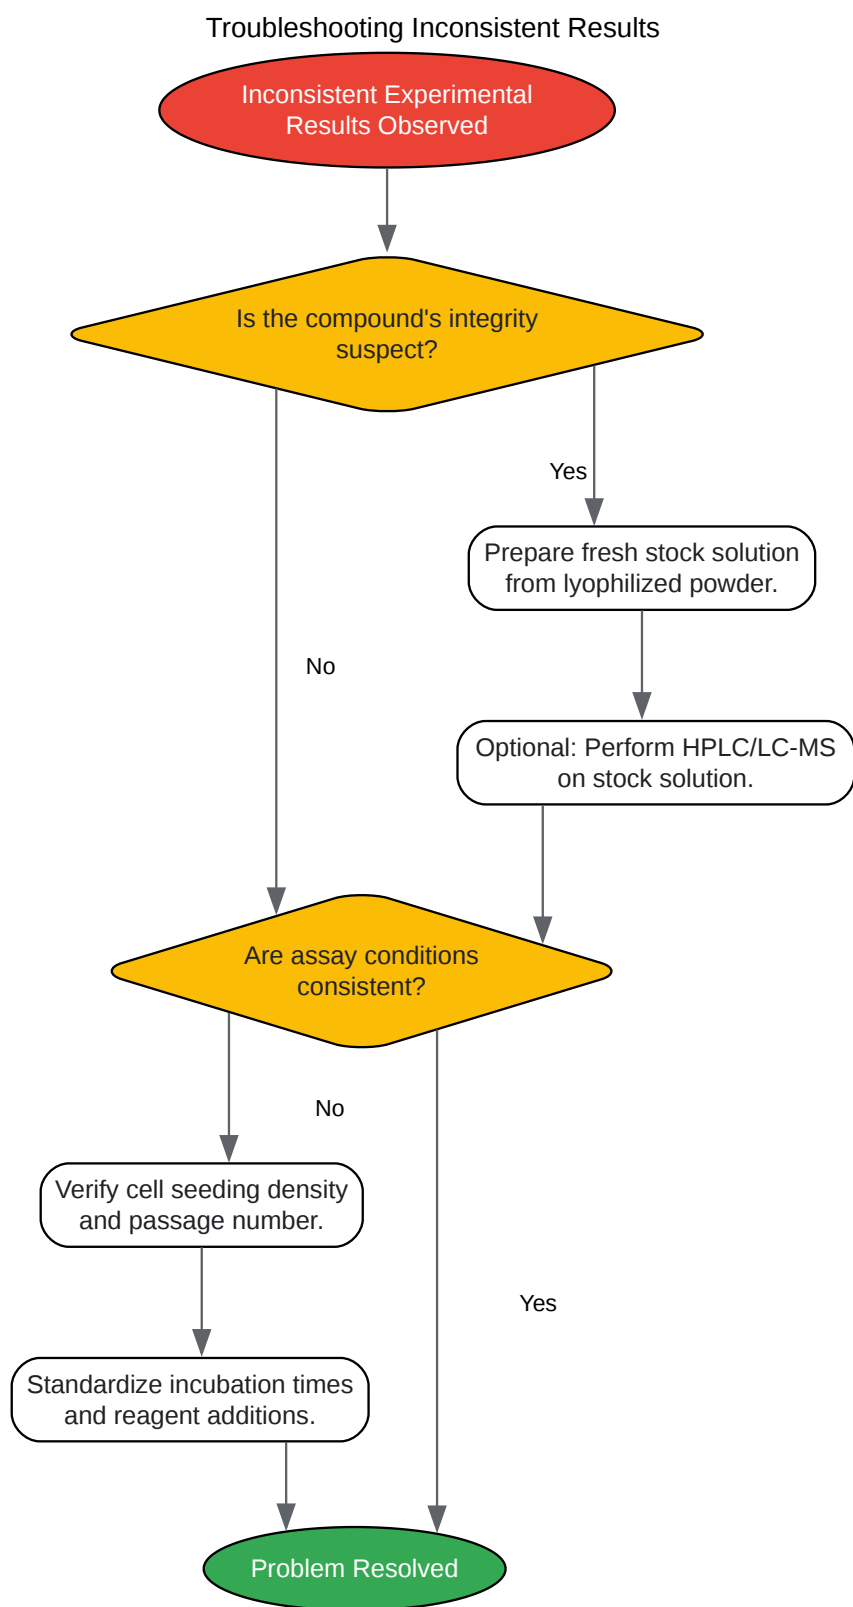 Troubleshooting Inconsistent Results
Inconsistent Experimental
Results Observed
Is the compound's integrity
suspect?
Yes
Prepare fresh stock solution
from lyophilized powder.
No
Optional: Perform HPLC/LC-MS
on stock solution.
Are assay conditions
consistent?
No
Verify cell seeding density
and passage number.
Yes
Standardize incubation times
and reagent additions.
Problem Resolved